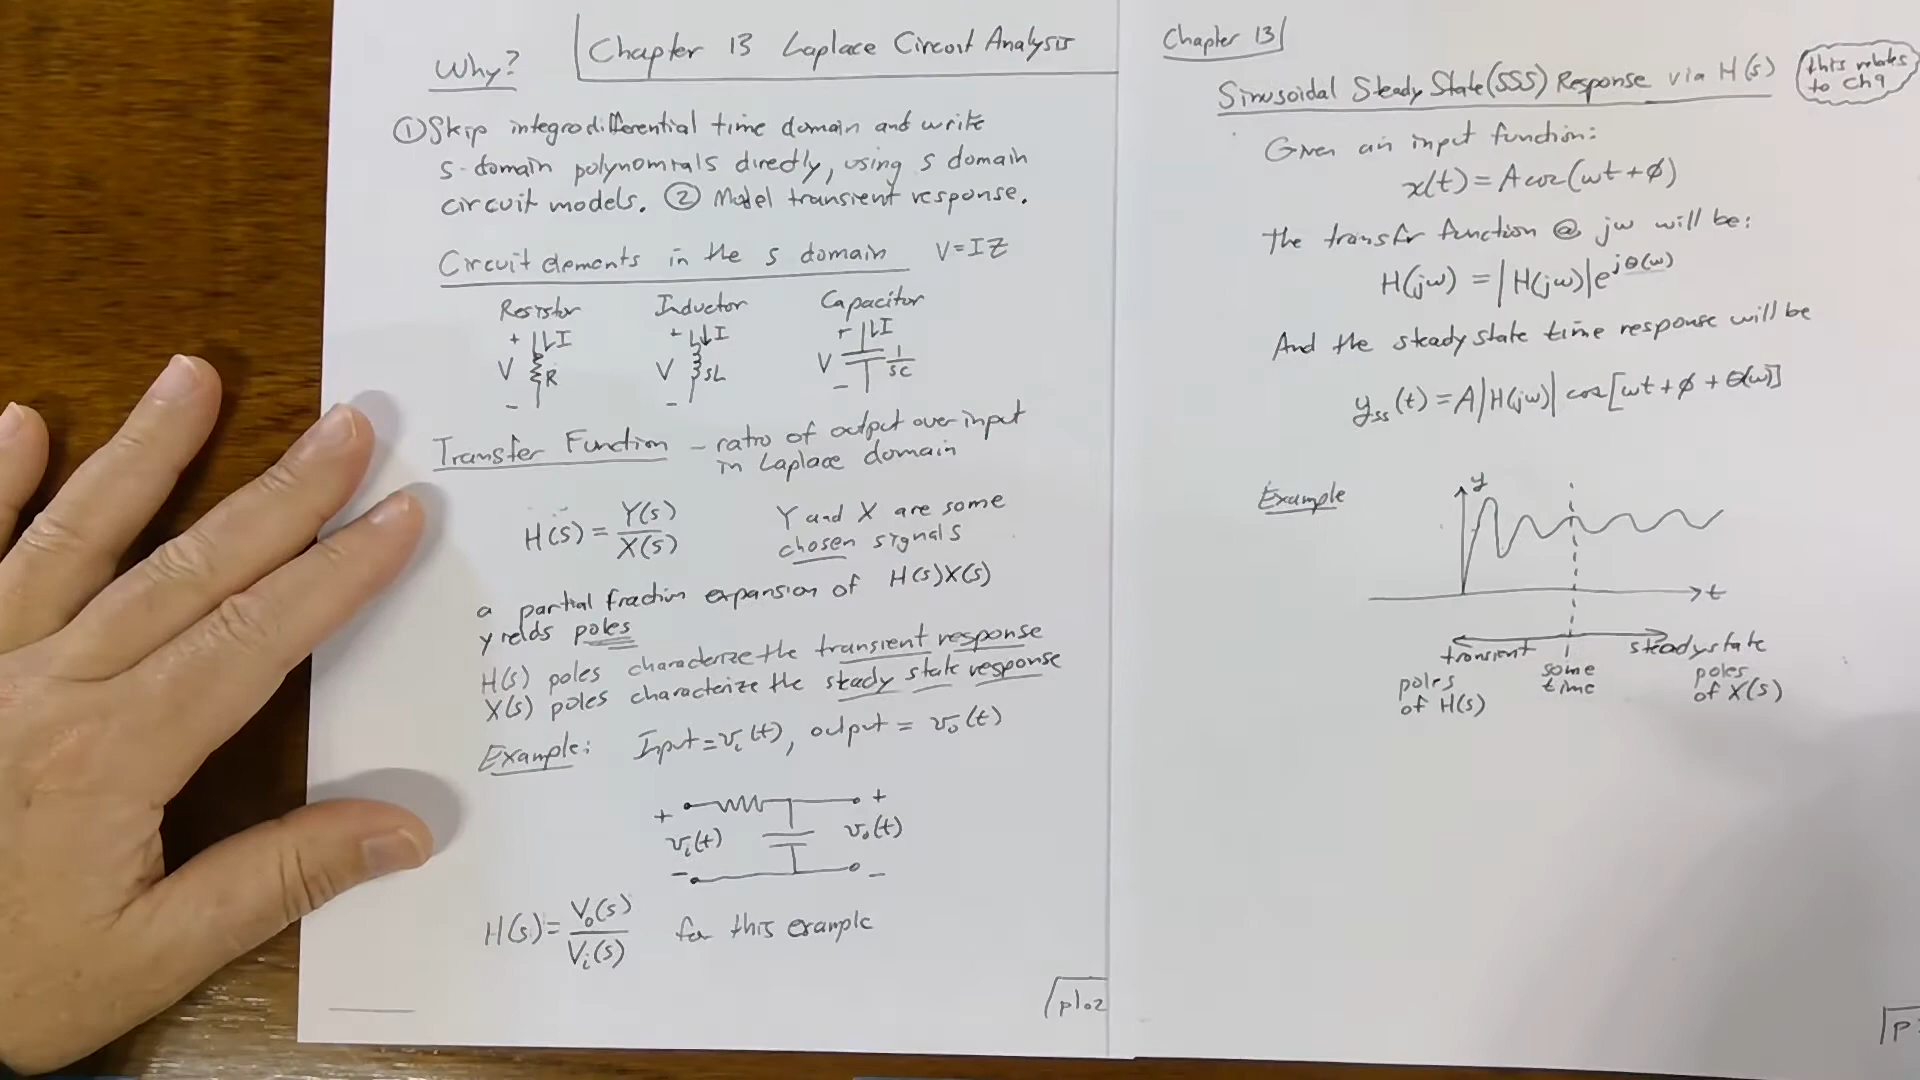 Why?
Chapter 13 Laplace Circuit Analysis
① Skip integrodifferential time domain and write
s-domain polynomials directly, using s domain
circuit models. ② Model transient response.
Circuit elements in the s domain V=IZ
Resistor Inductor Capacitor
+ ↓I + ↓I + ↓I
V R V sL V 1/sC
- - -
Transfer Function - ratio of output over input
in Laplace domain
H(s) = Y(s)/X(s) Y and X are some
chosen signals
a partial fraction expansion of H(s)X(s)
yields poles
H(s) poles characterize the transient response
X(s) poles characterize the steady state response
Example: Input = vi(t), output = vo(t)
+ +
vi(t) vo(t)
- -
H(s) = Vo(s)/Vi(s) for this example
p1of2
Chapter 13
Sinusoidal Steady State (SSS) Response via H(s)
this relates
to ch9
Given an input function:
x(t) = A cos(ωt + ϕ)
The transfr function @ jω will be:
H(jω) = |H(jω)|e^jθ(ω)
And the steady state time response will be
yss(t) = A|H(jω)| cos[ωt + ϕ + θ(ω)]
Example
y
t
transient some time steady state
poles of H(s) poles of X(s)